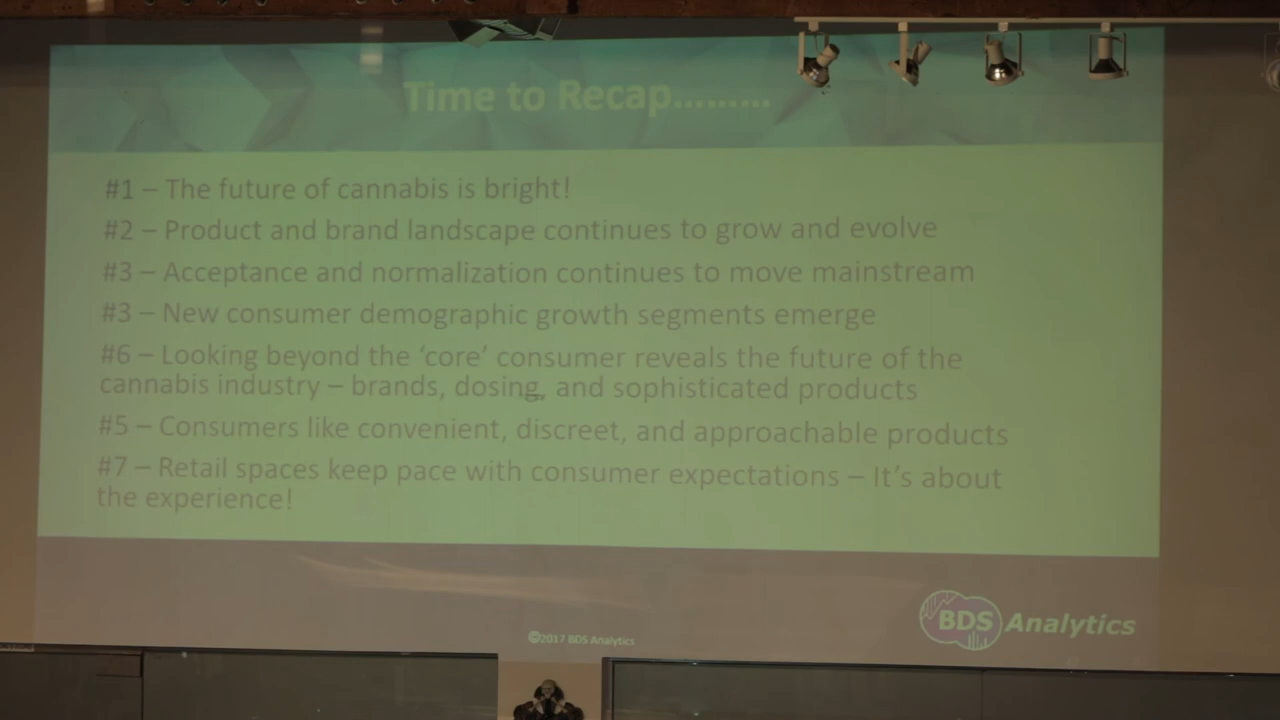 Time to Recap.........
#1 – The future of cannabis is bright!
#2 – Product and brand landscape continues to grow and evolve
#3 – Acceptance and normalization continues to move mainstream
#3 – New consumer demographic growth segments emerge
#6 – Looking beyond the ‘core’ consumer reveals the future of the
cannabis industry – brands, dosing, and sophisticated products
#5 – Consumers like convenient, discreet, and approachable products
#7 – Retail spaces keep pace with consumer expectations – It’s about
the experience!
BDS Analytics
©2017 BDS Analytics